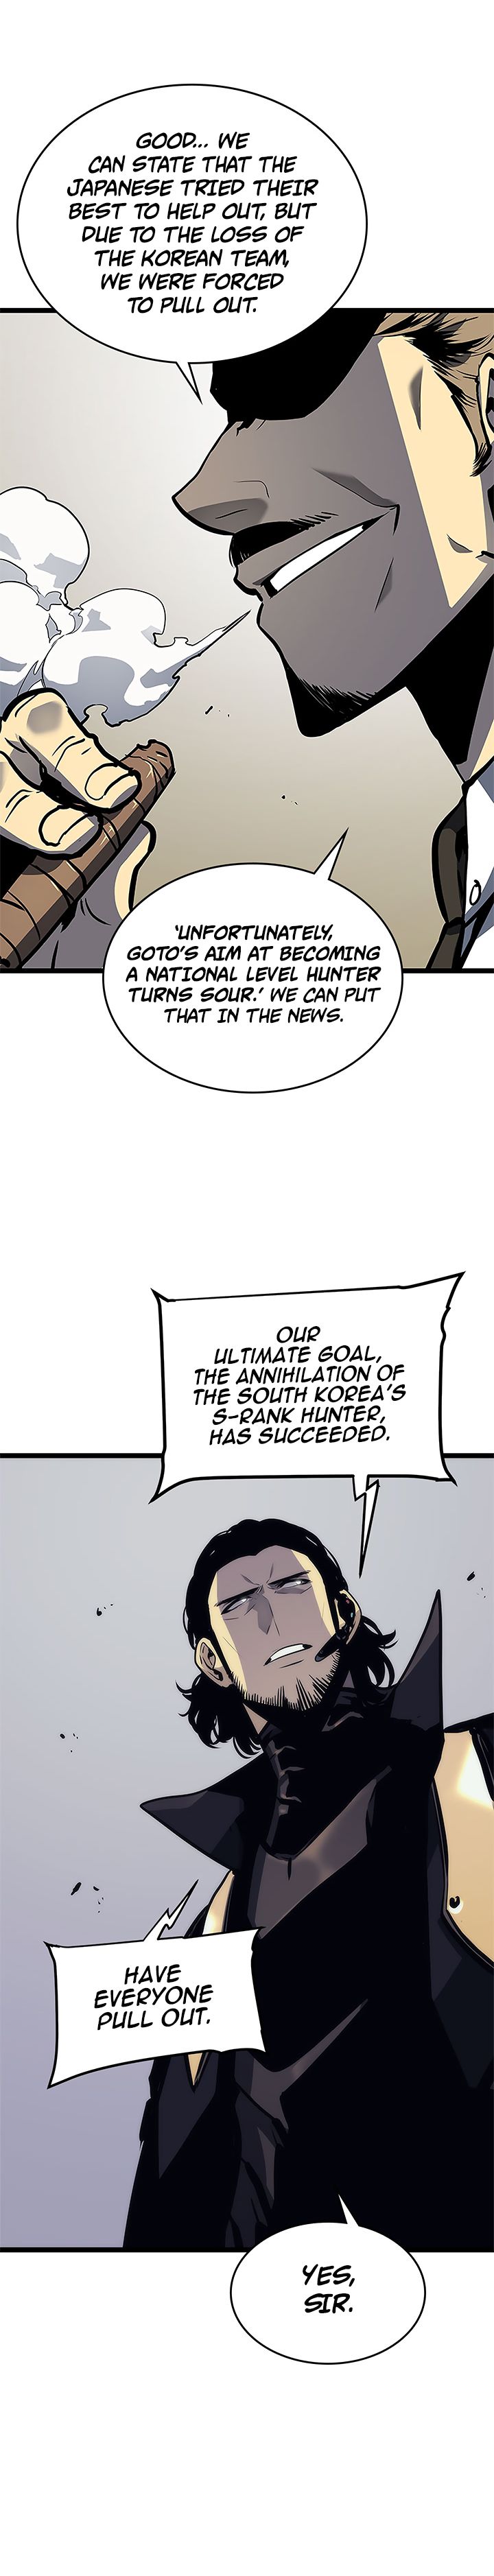 GOOD... WE
CAN STATE THAT THE
JAPANESE TRIED THEIR
BEST TO HELP OUT, BUT
DUE TO THE LOSS OF
THE KOREAN TEAM,
WE WERE FORCED
TO PULL OUT.
'UNFORTUNATELY,
GOTO'S AIM AT BECOMING
A NATIONAL LEVEL HUNTER
TURNS SOUR.' WE CAN PUT
THAT IN THE NEWS.
OUR
ULTIMATE GOAL,
THE ANNIHILATION OF
THE SOUTH KOREA'S
S-RANK HUNTER,
HAS SUCCEEDED.
HAVE
EVERYONE
PULL OUT.
YES,
SIR.